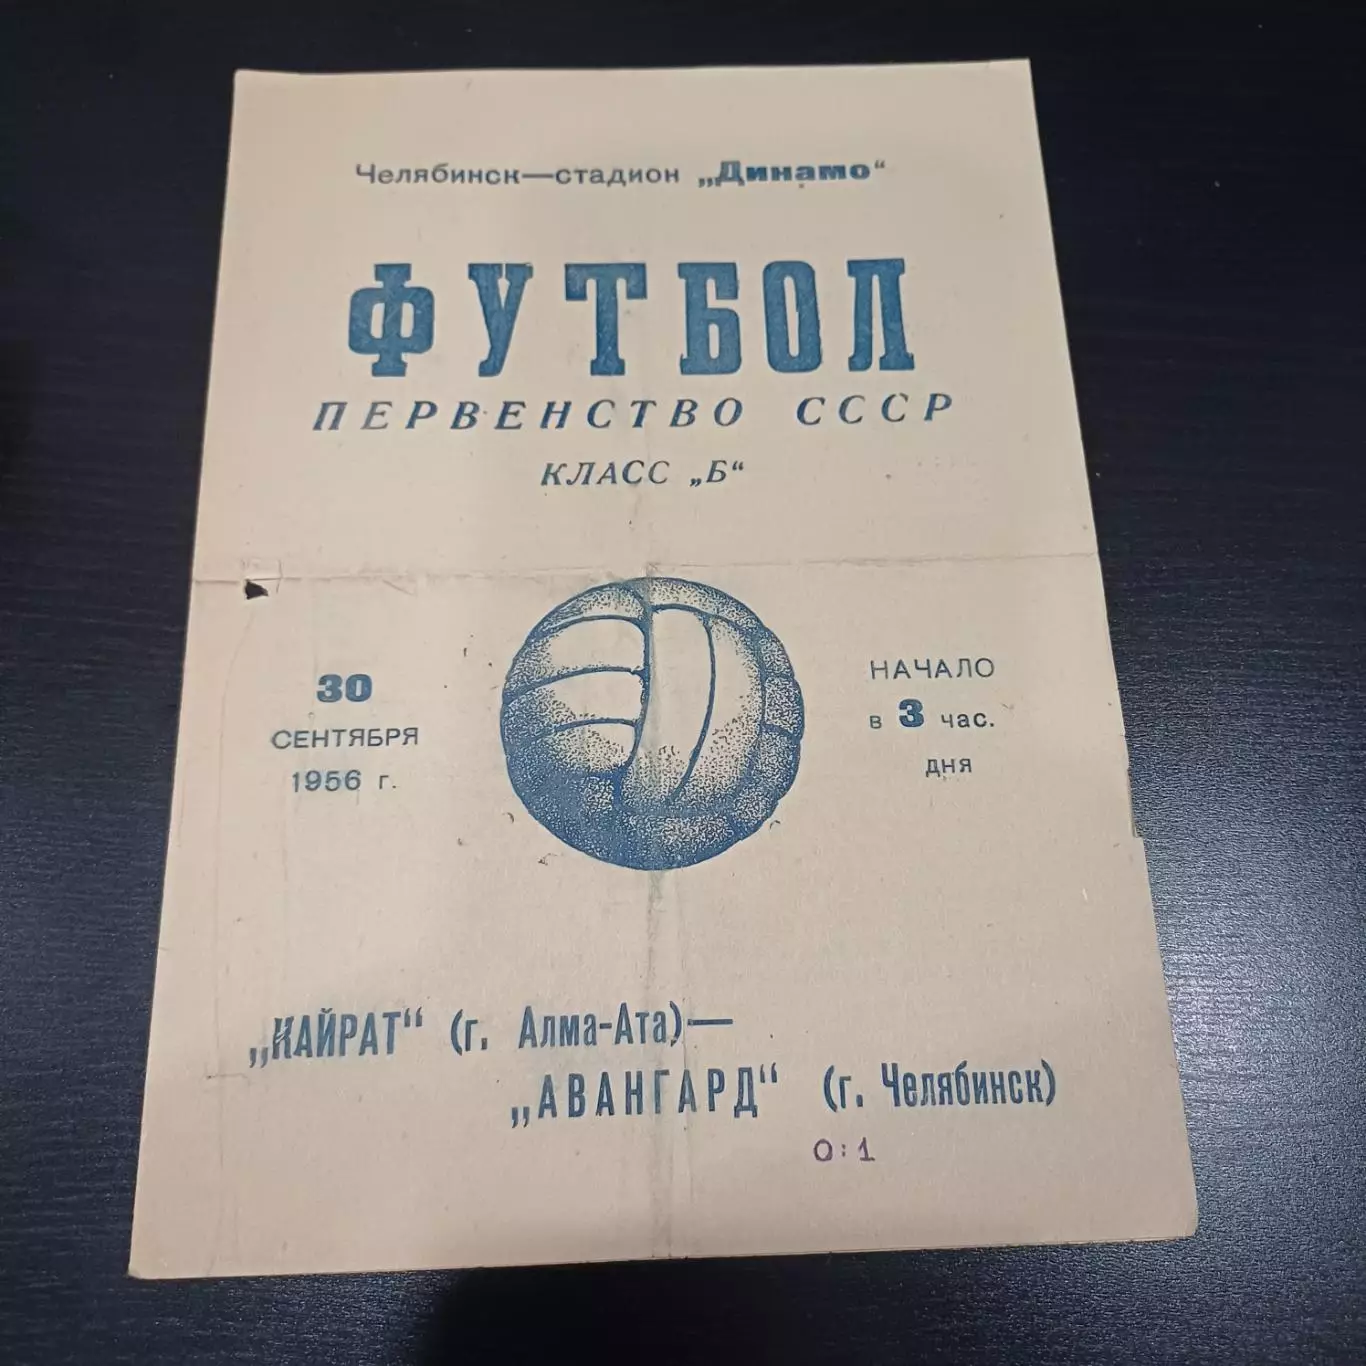 Челябинск—стадион „Динамо“
ФУТБОЛ
ПЕРВЕНСТВО СССР
КЛАСС „Б“
30
СЕНТЯБРЯ
1956 г.
НАЧАЛО
в 3 час.
дня
„КАЙРАТ“ (г. Алма-Ата)—
„АВАНГАРД“ (г. Челябинск)
0:1